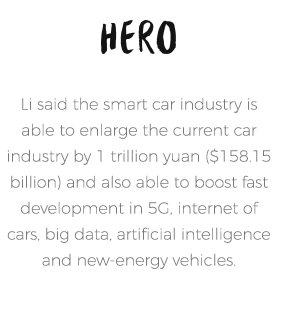 HERO
Li said the smart car industry is
able to enlarge the current car
industry by 1 trillion yuan ($158.15
billion) and also able to boost fast
development in 5G, internet of
cars, big data, artificial intelligence
and new-energy vehicles.